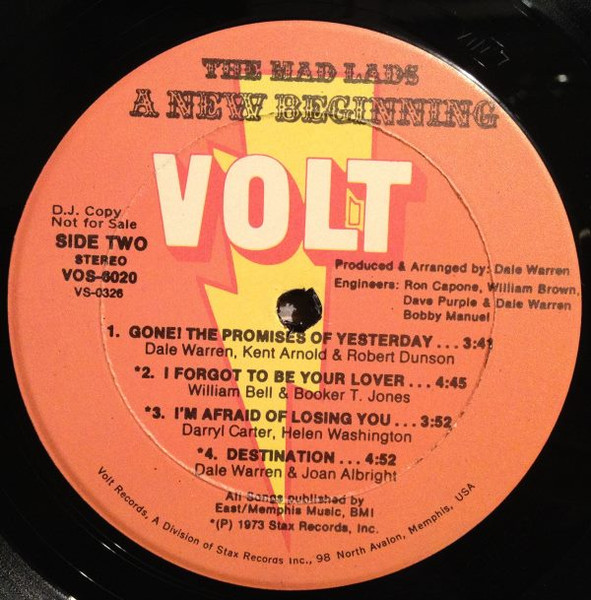 THE MAD LADS
A NEW BEGINNING
VOLT
D.J. Copy
Not for Sale
SIDE TWO
STEREO
VOS-6020
VS-0326
Produced & Arranged by: Dale Warren
Engineers: Ron Capone, William Brown,
Dave Purple & Dale Warren
Bobby Manuel
1. GONE! THE PROMISES OF YESTERDAY . . . 3:41
Dale Warren, Kent Arnold & Robert Dunson
*2. I FORGOT TO BE YOUR LOVER . . . 4:45
William Bell & Booker T. Jones
*3. I'M AFRAID OF LOSING YOU . . . 3:52
Darryl Carter, Helen Washington
*4. DESTINATION . . . 4:52
Dale Warren & Joan Albright
All Songs published by
East/Memphis Music, BMI
*(P) 1973 Stax Records, Inc.
Volt Records, A Division of Stax Records Inc., 98 North Avalon, Memphis, USA